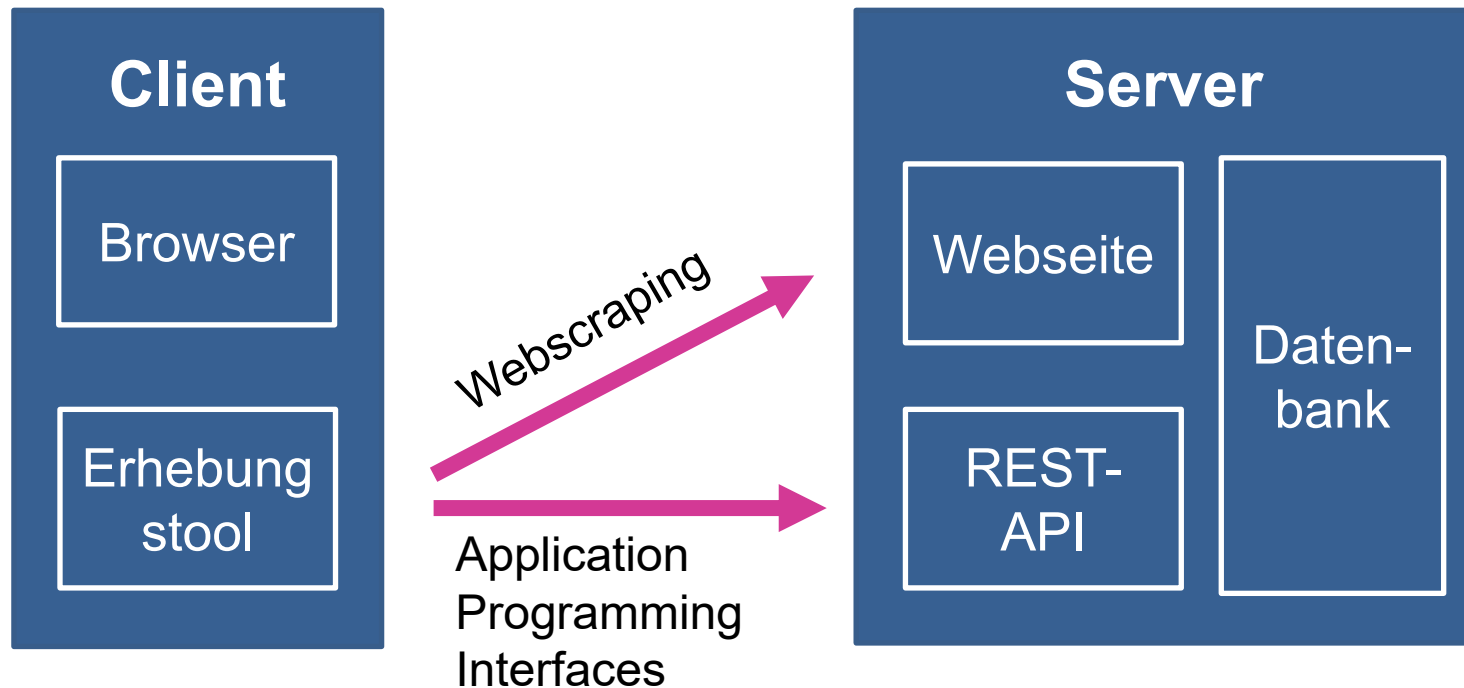 Client
Browser
Erhebung
stool
Webscraping
Application
Programming
Interfaces
Server
Webseite
REST-
API
Daten-
bank